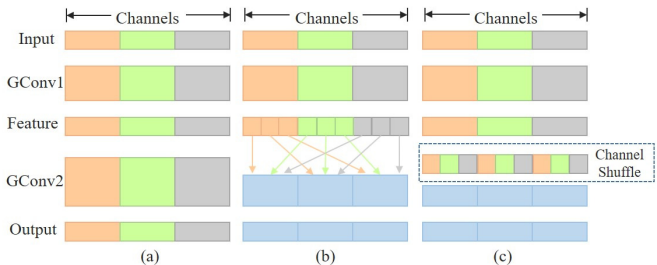 Channels Channels Channels
Input
GConv1
Feature
Channel
Shuffle
GConv2
Output
(a) (b) (c)